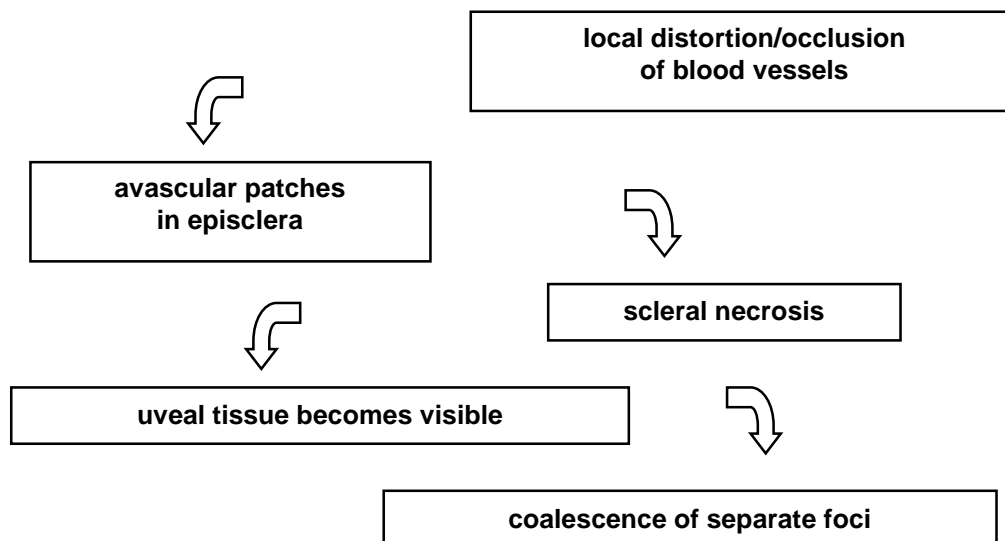 local distortion/occlusion
of blood vessels
avascular patches
in episclera
scleral necrosis
uveal tissue becomes visible
coalescence of separate foci